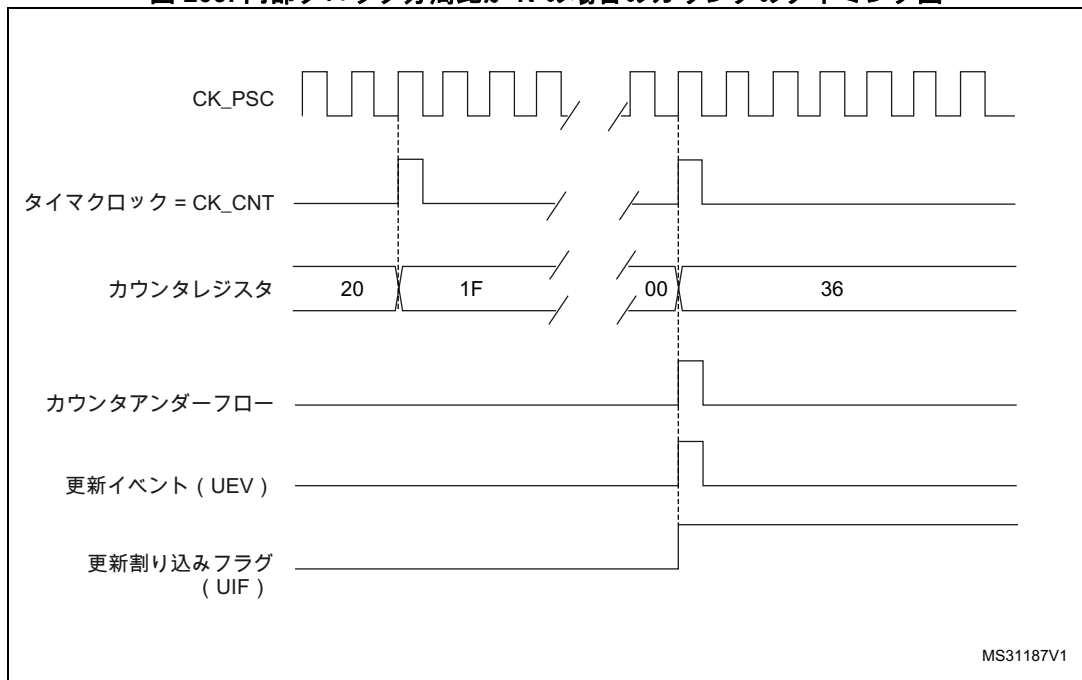 CK_PSC
タイマクロック = CK_CNT
カウンタレジスタ
20
1F
00
36
カウンタアンダーフロー
更新イベント ( UEV )
更新割り込みフラグ
( UIF )
MS31187V1